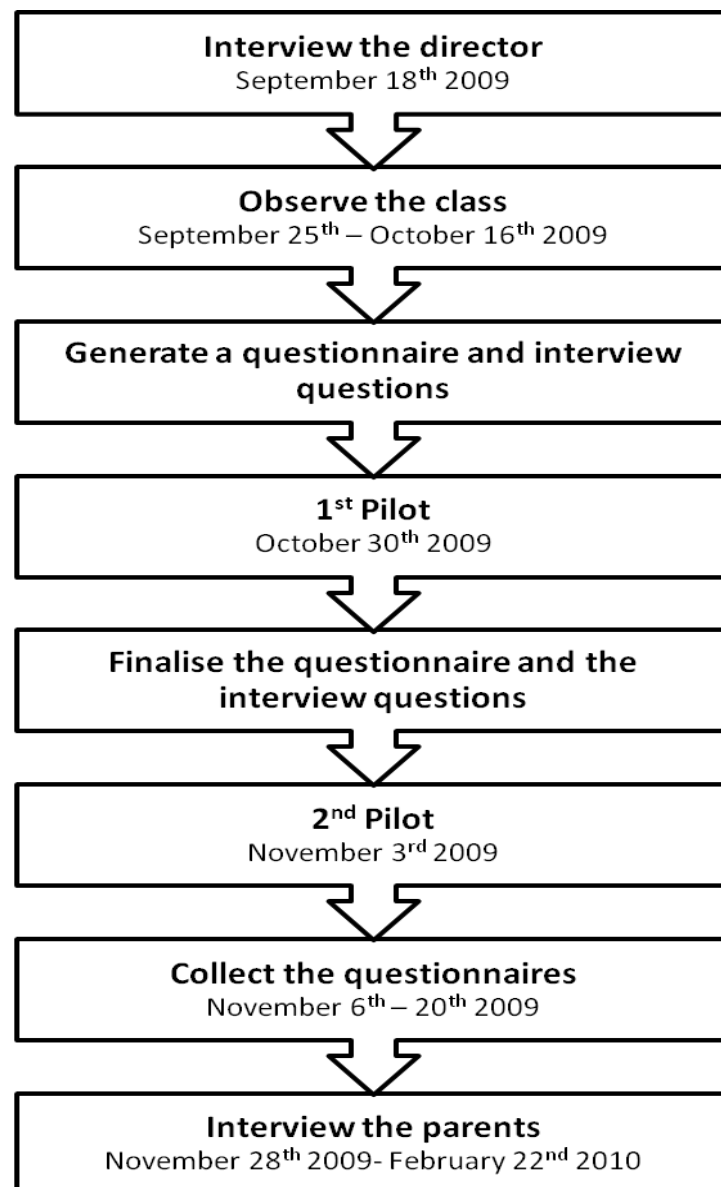 Interview the director
September 18th 2009
Observe the class
September 25th – October 16th 2009
Generate a questionnaire and interview
questions
1st Pilot
October 30th 2009
Finalise the questionnaire and the
interview questions
2nd Pilot
November 3rd 2009
Collect the questionnaires
November 6th – 20th 2009
Interview the parents
November 28th 2009- February 22nd 2010